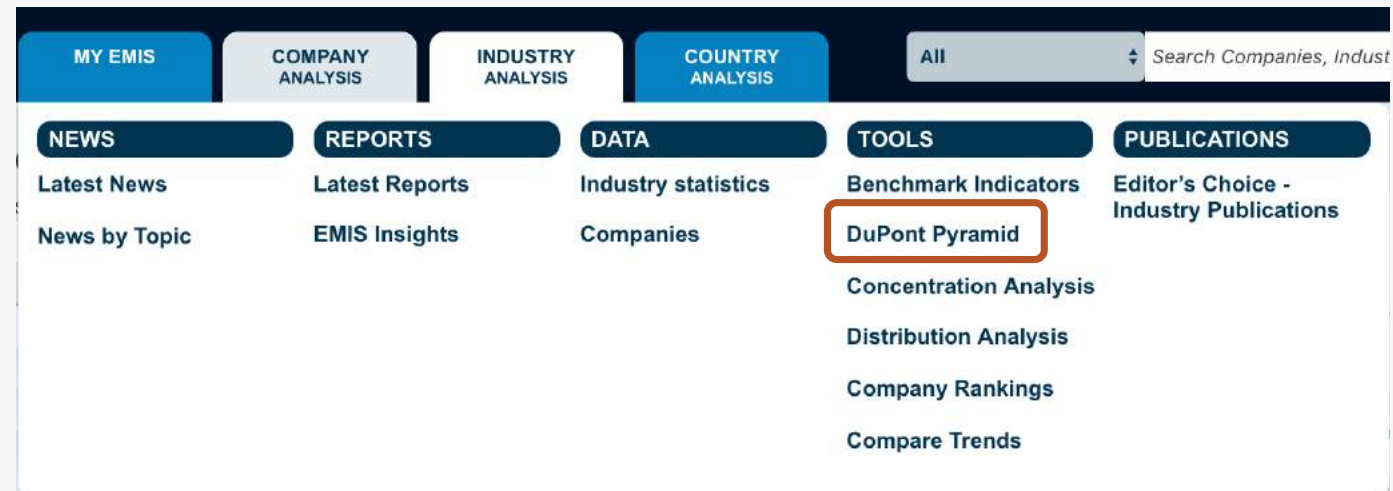 MY EMIS
COMPANY
ANALYSIS
INDUSTRY
ANALYSIS
COUNTRY
ANALYSIS
All
Search Companies, Indust
NEWS
Latest News
News by Topic
REPORTS
Latest Reports
EMIS Insights
DATA
Industry statistics
Companies
TOOLS
Benchmark Indicators
DuPont Pyramid
Concentration Analysis
Distribution Analysis
Company Rankings
Compare Trends
PUBLICATIONS
Editor's Choice -
Industry Publications